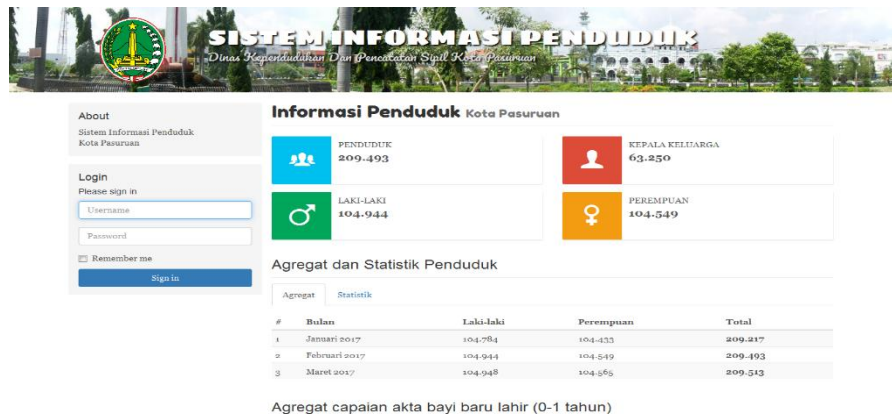 SISTEM INFORMASI PENDUDUK
Dinas Kependudukan Dan Pencatatan Sipil Kota Pasuruan
About
Sistem Informasi Penduduk
Kota Pasuruan
Login
Please sign in
Username
Password
Remember me
Sign in
Informasi Penduduk Kota Pasuruan
PENDUDUK
209.493
KEPALA KELUARGA
63.250
LAKI-LAKI
104.944
PEREMPUAN
104.549
Agregat dan Statistik Penduduk
Agregat Statistik
# Bulan Laki-laki Perempuan Total
1 Januari 2017 104.784 104.433 209.217
2 Februari 2017 104.944 104.549 209.493
3 Maret 2017 104.948 104.565 209.513
Agregat capaian akta bayi baru lahir (0-1 tahun)